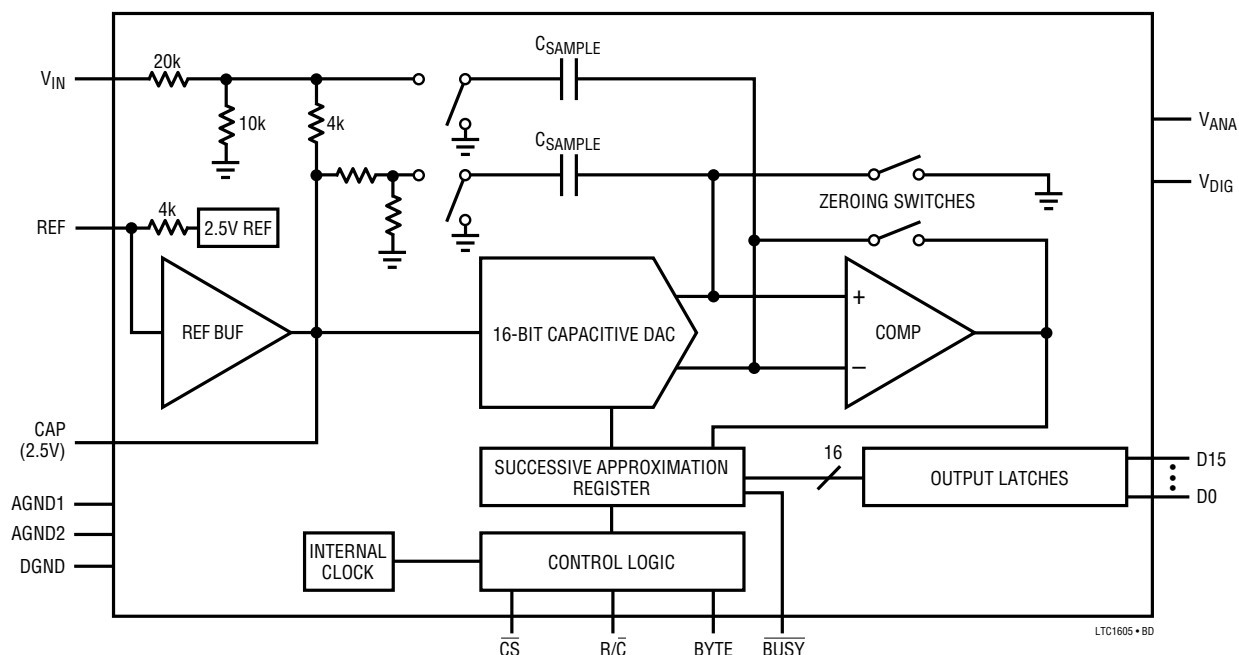 C_SAMPLE
V_IN
20k
10k
4k
C_SAMPLE
V_ANA
V_DIG
ZEROING SWITCHES
REF
4k
2.5V REF
REF BUF
16-BIT CAPACITIVE DAC
+
–
COMP
CAP
(2.5V)
SUCCESSIVE APPROXIMATION
REGISTER
16
OUTPUT LATCHES
D15
D0
AGND1
AGND2
DGND
INTERNAL
CLOCK
CONTROL LOGIC
C̅S̅
R/C̅
BYTE
B̅U̅S̅Y̅
LTC1605 • BD